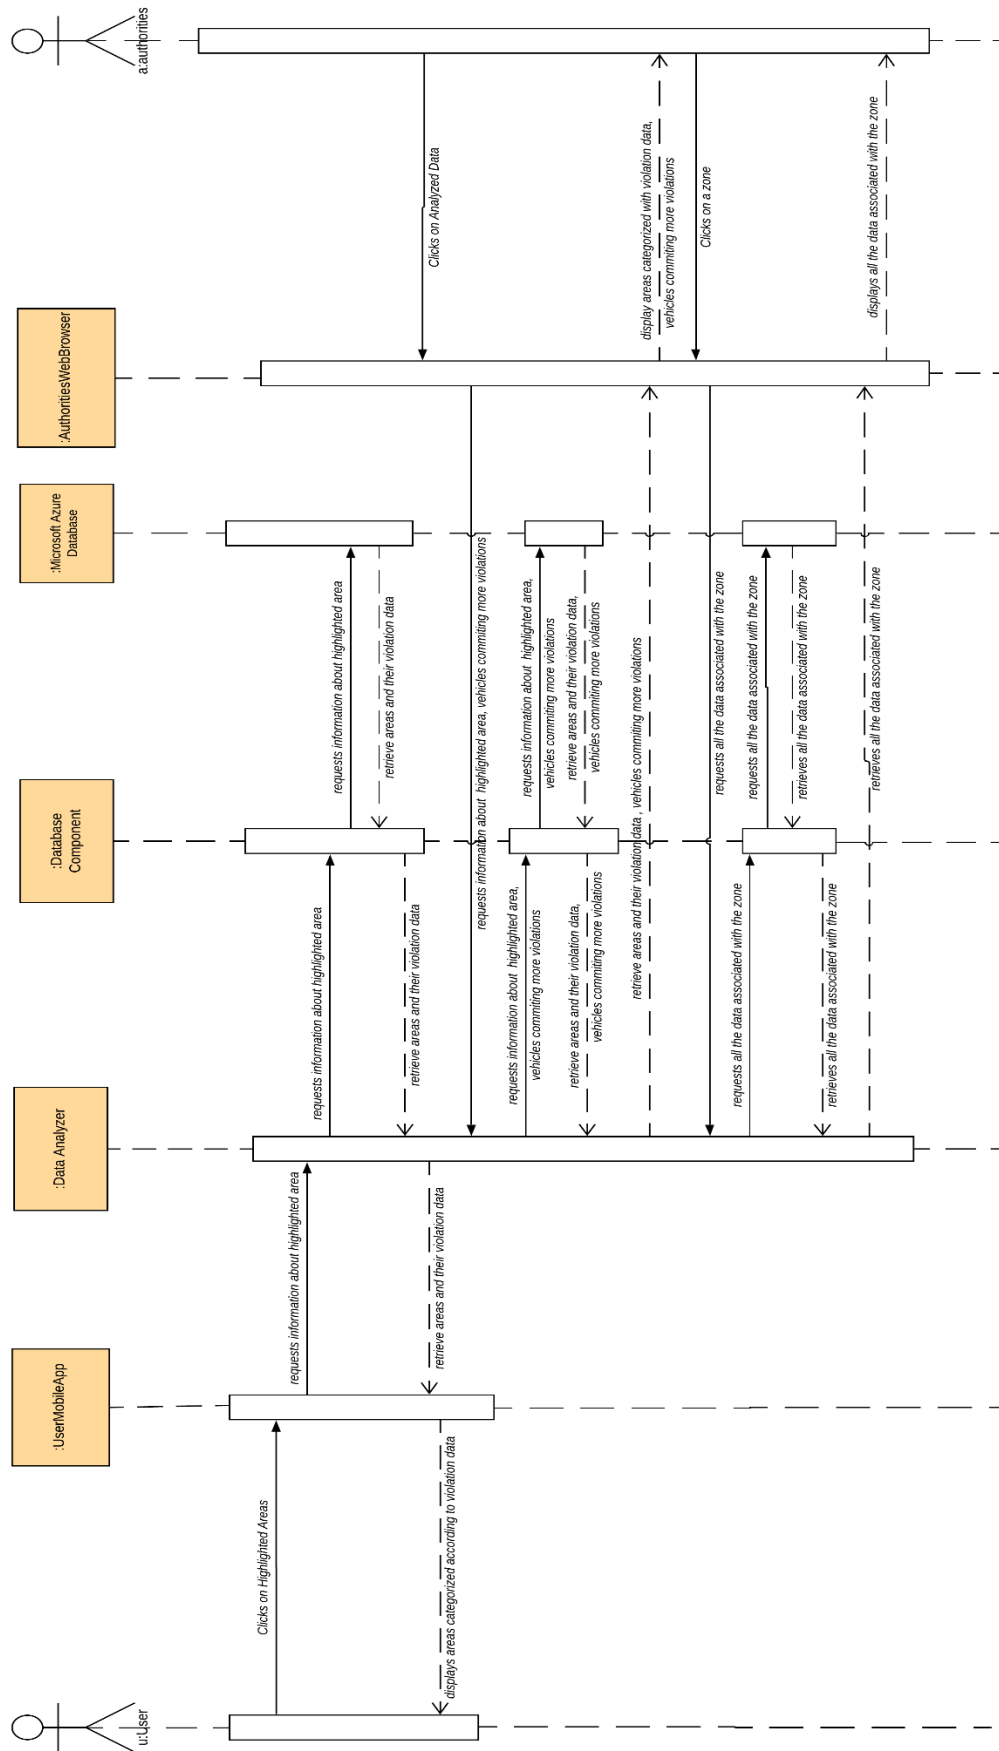 u:User
:UserMobileApp
:Data Analyzer
:Database
Component
:Microsoft Azure
Database
:AuthoritiesWebBrowser
a:authorities
Clicks on Highlighted Areas
requests information about highlighted area
requests information about highlighted area
requests information about highlighted area
retrieve areas and their violation data
retrieve areas and their violation data
retrieve areas and their violation data
displays areas categorized according to violation data
Clicks on Analyzed Data
requests information about highlighted area, vehicles commiting more violations
requests information about highlighted area,
vehicles commiting more violations
requests information about highlighted area,
vehicles commiting more violations
retrieve areas and their violation data,
vehicles commiting more violations
retrieve areas and their violation data,
vehicles commiting more violations
retrieve areas and their violation data , vehicles commiting more violations
display areas categorized with violation data,
vehicles commiting more violations
Clicks on a zone
requests all the data associated with the zone
requests all the data associated with the zone
requests all the data associated with the zone
retrieves all the data associated with the zone
retrieves all the data associated with the zone
retrieves all the data associated with the zone
displays all the data associated with the zone